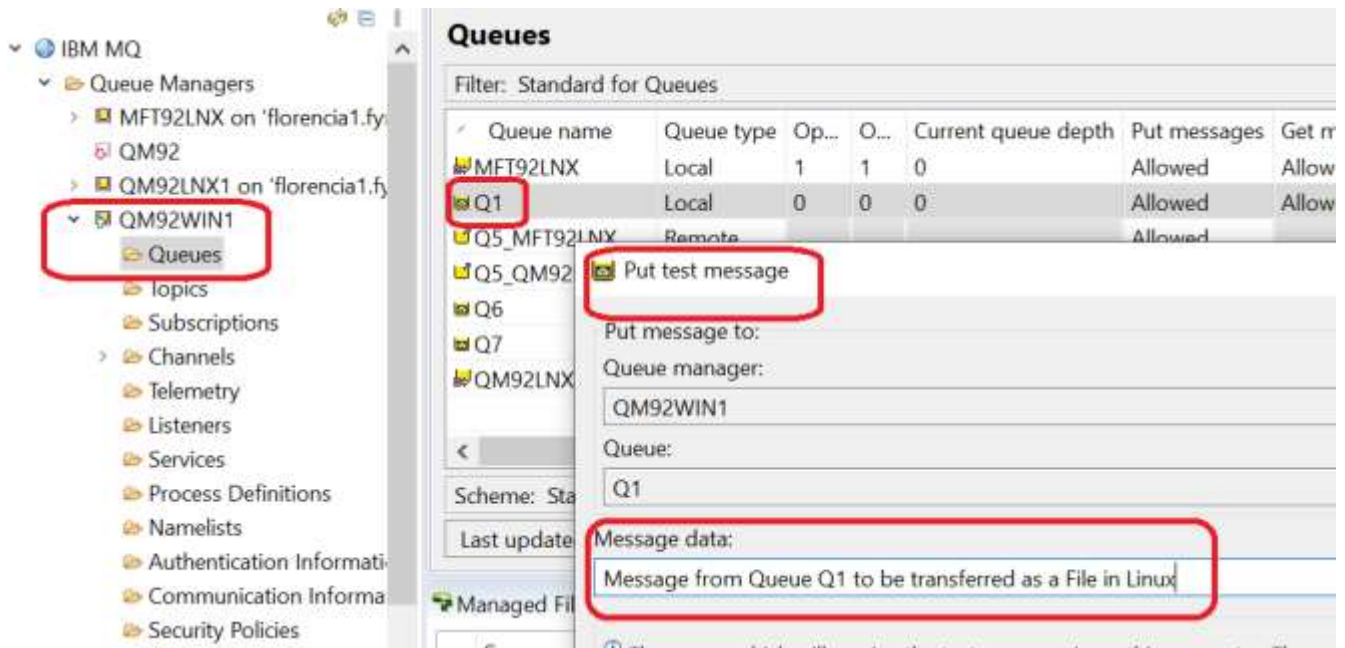 IBM MQ
Queue Managers
MFT92LNX on 'florencia1.fy
QM92
QM92LNX1 on 'florencia1.fy
QM92WIN1
Queues
Topics
Subscriptions
Channels
Telemetry
Listeners
Services
Process Definitions
Namelists
Authentication Informati
Communication Informa
Security Policies
Queues
Filter: Standard for Queues
Queue name Queue type Op... O... Current queue depth Put messages Get m
MFT92LNX Local 1 1 0 Allowed Allow
Q1 Local 0 0 0 Allowed Allow
Q5_MFT92LNX Remote Allowed
Q5_QM92
Q6
Q7
QM92LNX
Scheme: Sta
Last update
Managed Fil
Put test message
Put message to:
Queue manager:
QM92WIN1
Queue:
Q1
Message data:
Message from Queue Q1 to be transferred as a File in Linux